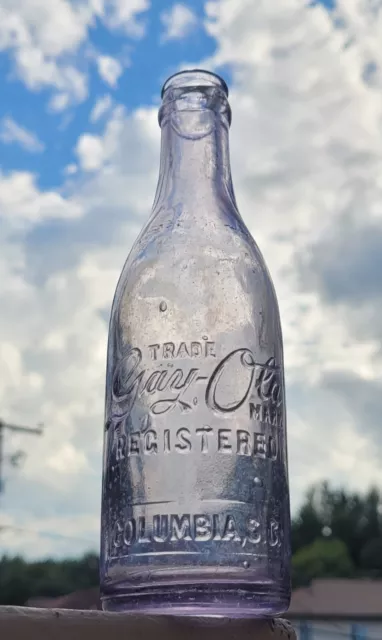 TRADE
Gay-Ola
MARK
REGISTERED
COLUMBIA, S.C.